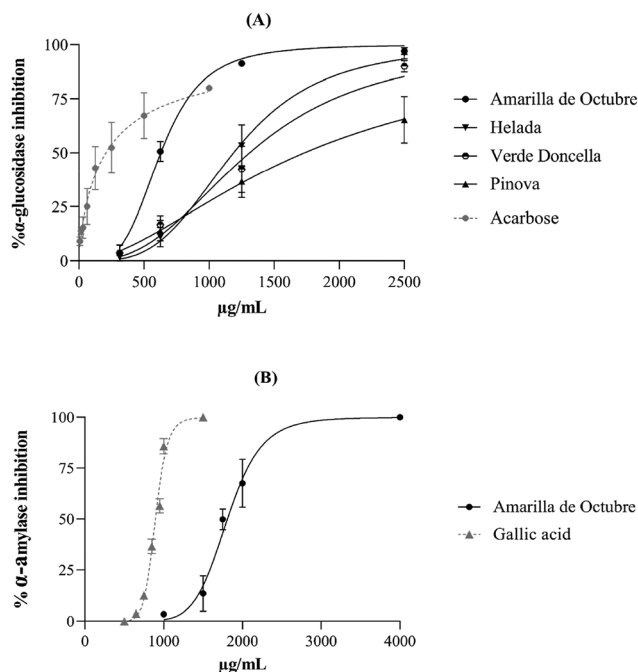 (A)
%α-glucosidase inhibition
100
75
50
25
0
0
500
1000
1500
2000
2500
µg/mL
Amarilla de Octubre
Helada
Verde Doncella
Pinova
Acarbose
(B)
% α-amylase inhibition
100
75
50
25
0
0
1000
2000
3000
4000
µg/mL
Amarilla de Octubre
Gallic acid